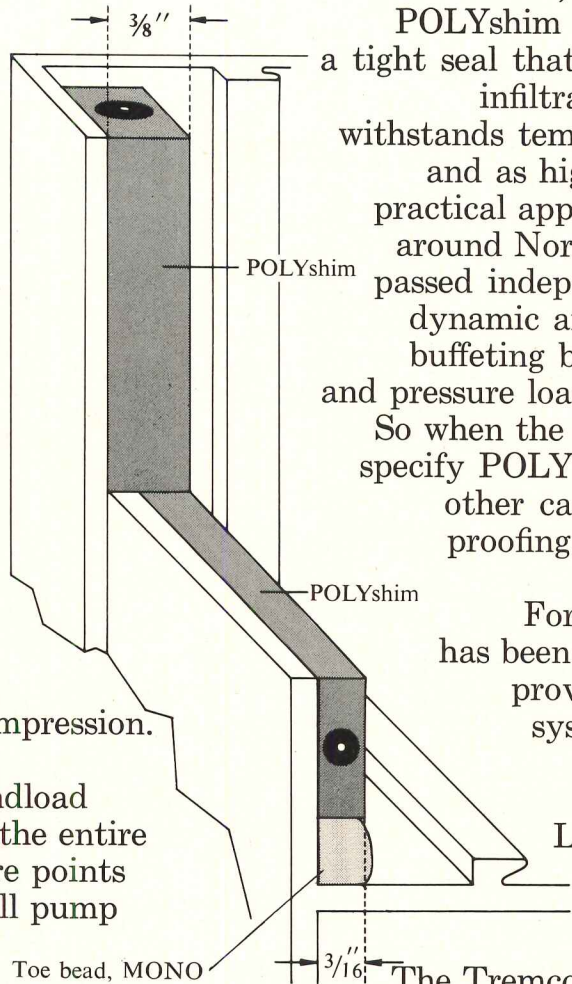 3/8"
POLYshim
a tight seal that
infiltra
withstands tem
and as hig
practical app
around Nor
POLYshim
passed indep
dynamic a
buffeting b
and pressure loa
So when the
specify POLY
other ca
proofing
POLYshim
For
has been
prov
sys
mpression.
ndload
the entire
re points
ll pump
L
Toe bead, MONO
3/16"
The Tremco